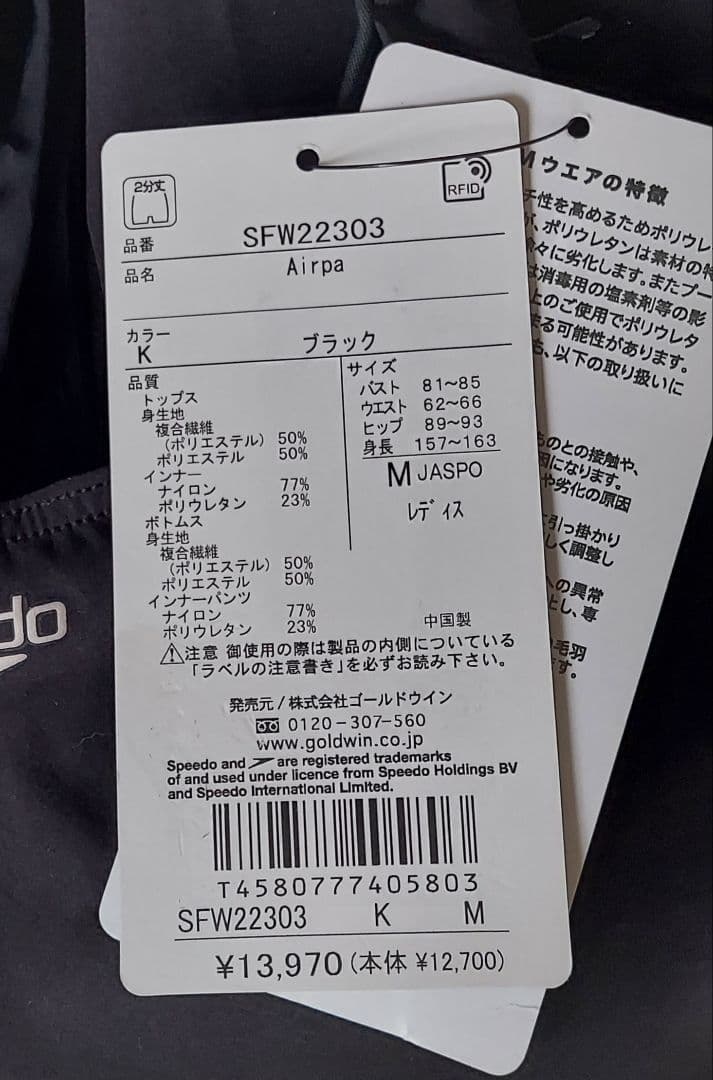 2分丈
RFID
品番 SFW22303
品名 Airpa
カラー
K ブラック
品質
トップス
身生地
複合繊維
(ポリエステル) 50%
ポリエステル 50%
インナー
ナイロン 77%
ポリウレタン 23%
ボトムス
身生地
複合繊維
(ポリエステル) 50%
ポリエステル 50%
インナーパンツ
ナイロン 77%
ポリウレタン 23%
サイズ
バスト 81~85
ウエスト 62~66
ヒップ 89~93
身長 157~163
M JASPO
レディス
中国製
⚠注意 御使用の際は製品の内側についている
「ラベルの注意書き」を必ずお読み下さい。
発売元/株式会社ゴールドウイン
0120-307-560
www.goldwin.co.jp
Speedo and are registered trademarks
of and used under licence from Speedo Holdings BV
and Speedo International Limited.
T4580777405803
SFW22303 K M
¥13,970(本体 ¥12,700)
Mウエアの特徴
チ性を高めるためポリウレ
、ポリウレタンは素材の特
々に劣化します。またプー
消毒用の塩素剤等の影
上のご使用でポリウレタ
まる可能性があります。
、以下の取り扱いに
ものとの接触や、
因になります。
や劣化の原因
引っ掛かり
しく調整し
への異常
とし、専
毛羽
す。
do